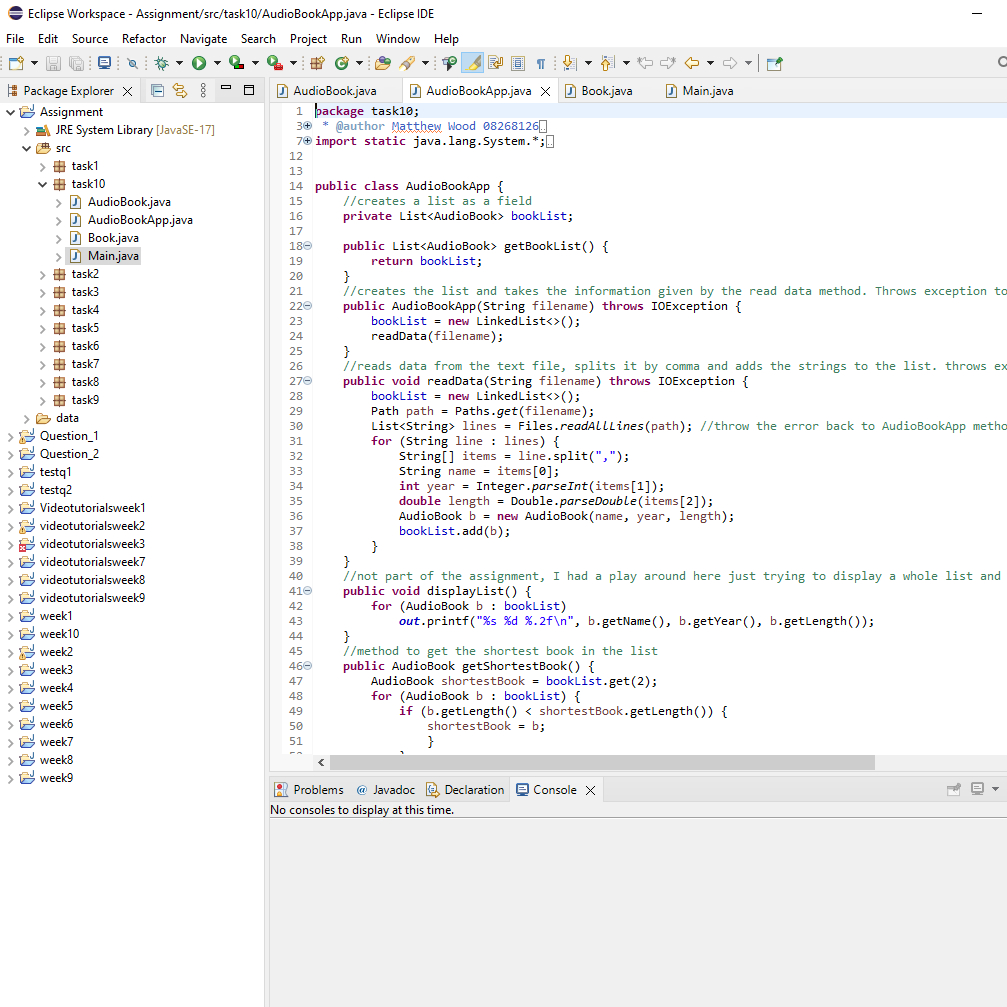 Eclipse Workspace - Assignment/src/task10/AudioBookApp.java - Eclipse IDE
File Edit Source Refactor Navigate Search Project Run Window Help
Package Explorer
Assignment
JRE System Library [JavaSE-17]
src
task1
task10
AudioBook.java
AudioBookApp.java
Book.java
Main.java
task2
task3
task4
task5
task6
task7
task8
task9
data
Question_1
Question_2
testq1
testq2
Videotutorialsweek1
videotutorialsweek2
videotutorialsweek3
videotutorialsweek7
videotutorialsweek8
videotutorialsweek9
week1
week10
week2
week3
week4
week5
week6
week7
week8
week9
AudioBook.java AudioBookApp.java Book.java Main.java
1 package task10;
3 * @author Matthew Wood 08268126
7 import static java.lang.System.*;
12
13
14 public class AudioBookApp {
15 //creates a list as a field
16 private List<AudioBook> bookList;
17
18 public List<AudioBook> getBookList() {
19 return bookList;
20 }
21 //creates the list and takes the information given by the read data method. Throws exception to
22 public AudioBookApp(String filename) throws IOException {
23 bookList = new LinkedList<>();
24 readData(filename);
25 }
26 //reads data from the text file, splits it by comma and adds the strings to the list. throws ex
27 public void readData(String filename) throws IOException {
28 bookList = new LinkedList<>();
29 Path path = Paths.get(filename);
30 List<String> lines = Files.readAllLines(path); //throw the error back to AudioBookApp metho
31 for (String line : lines) {
32 String[] items = line.split(",");
33 String name = items[0];
34 int year = Integer.parseInt(items[1]);
35 double length = Double.parseDouble(items[2]);
36 AudioBook b = new AudioBook(name, year, length);
37 bookList.add(b);
38 }
39 }
40 //not part of the assignment, I had a play around here just trying to display a whole list and
41 public void displayList() {
42 for (AudioBook b : bookList)
43 out.printf("%s %d %.2f\n", b.getName(), b.getYear(), b.getLength());
44 }
45 //method to get the shortest book in the list
46 public AudioBook getShortestBook() {
47 AudioBook shortestBook = bookList.get(2);
48 for (AudioBook b : bookList) {
49 if (b.getLength() < shortestBook.getLength()) {
50 shortestBook = b;
51 }
Problems Javadoc Declaration Console
No consoles to display at this time.